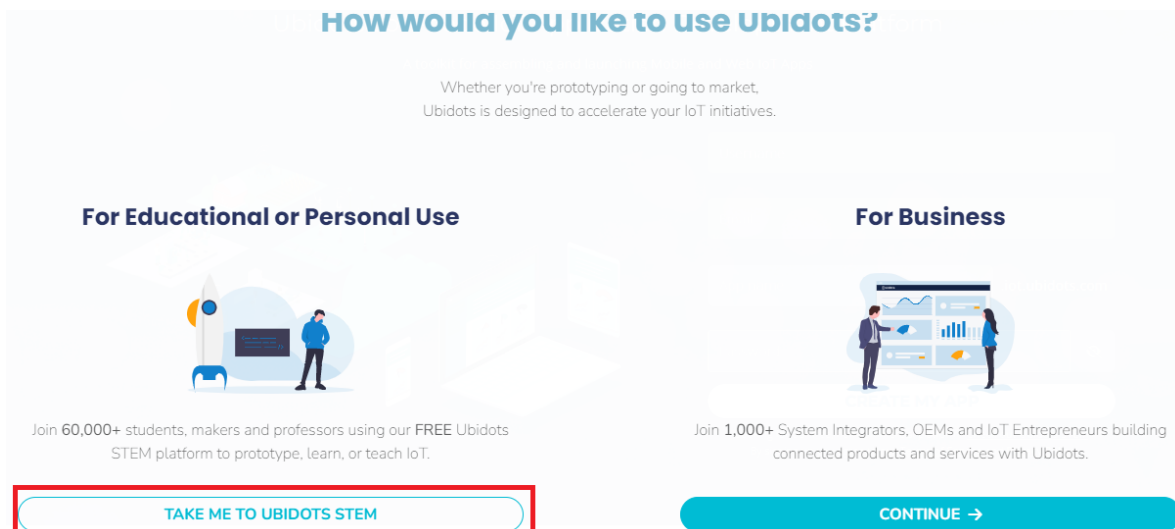 How would you like to use Ubidots?
Whether you're prototyping or going to market,
Ubidots is designed to accelerate your IoT initiatives.
For Educational or Personal Use
Join 60,000+ students, makers and professors using our FREE Ubidots
STEM platform to prototype, learn, or teach IoT.
TAKE ME TO UBIDOTS STEM
For Business
Join 1,000+ System Integrators, OEMs and IoT Entrepreneurs building
connected products and services with Ubidots.
CONTINUE →